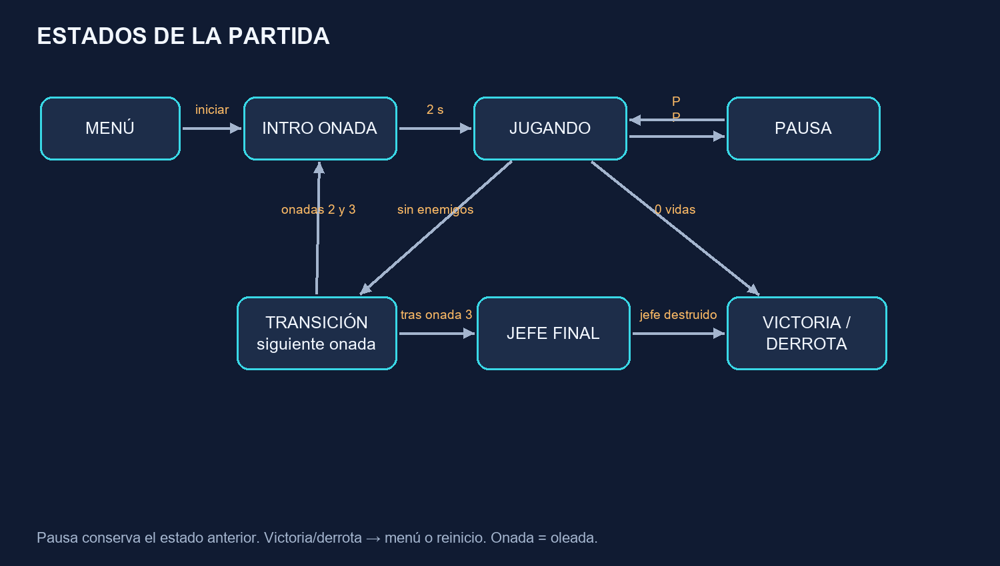 ESTADOS DE LA PARTIDA
MENÚ
iniciar
INTRO ONADA
2 s
JUGANDO
P
P
PAUSA
onadas 2 y 3
sin enemigos
0 vidas
TRANSICIÓN
siguiente onada
tras onada 3
JEFE FINAL
jefe destruido
VICTORIA /
DERROTA
Pausa conserva el estado anterior. Victoria/derrota → menú o reinicio. Onada = oleada.